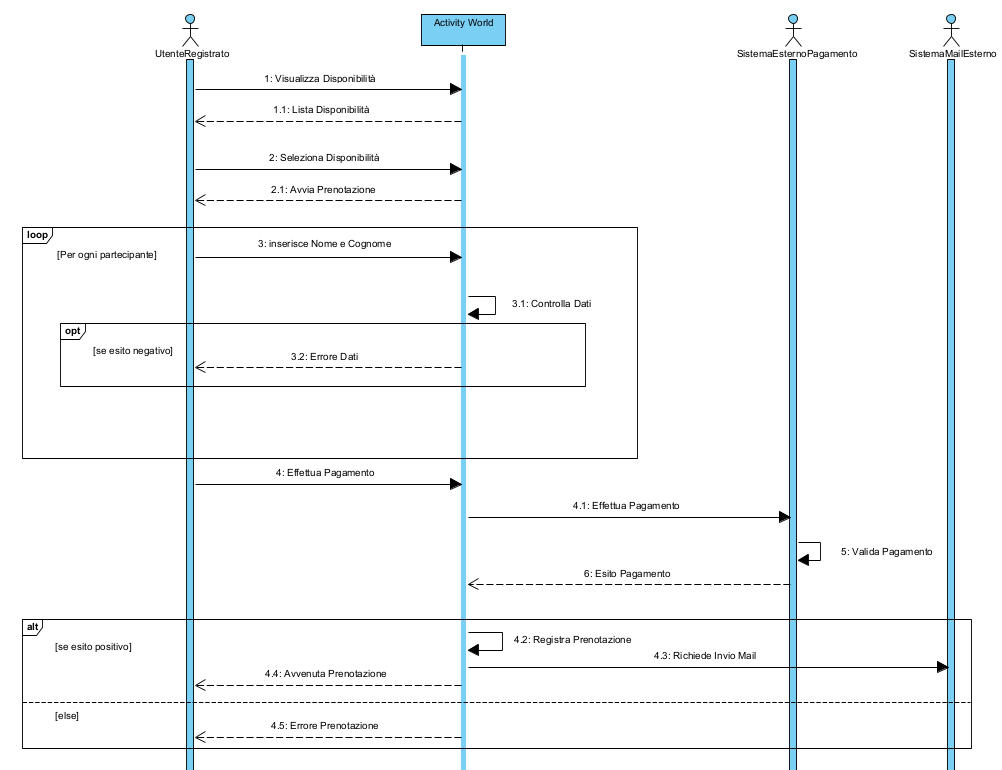 Activity World
UtenteRegistrato
SistemaEsternoPagamento
SistemaMailEsterno
1: Visualizza Disponibilità
1.1: Lista Disponibilità
2: Seleziona Disponibilità
2.1: Avvia Prenotazione
loop
3: inserisce Nome e Cognome
[Per ogni partecipante]
3.1: Controlla Dati
opt
[se esito negativo]
3.2: Errore Dati
4: Effettua Pagamento
4.1: Effettua Pagamento
5: Valida Pagamento
6: Esito Pagamento
alt
[se esito positivo]
4.2: Registra Prenotazione
4.3: Richiede Invio Mail
4.4: Avvenuta Prenotazione
[else]
4.5: Errore Prenotazione